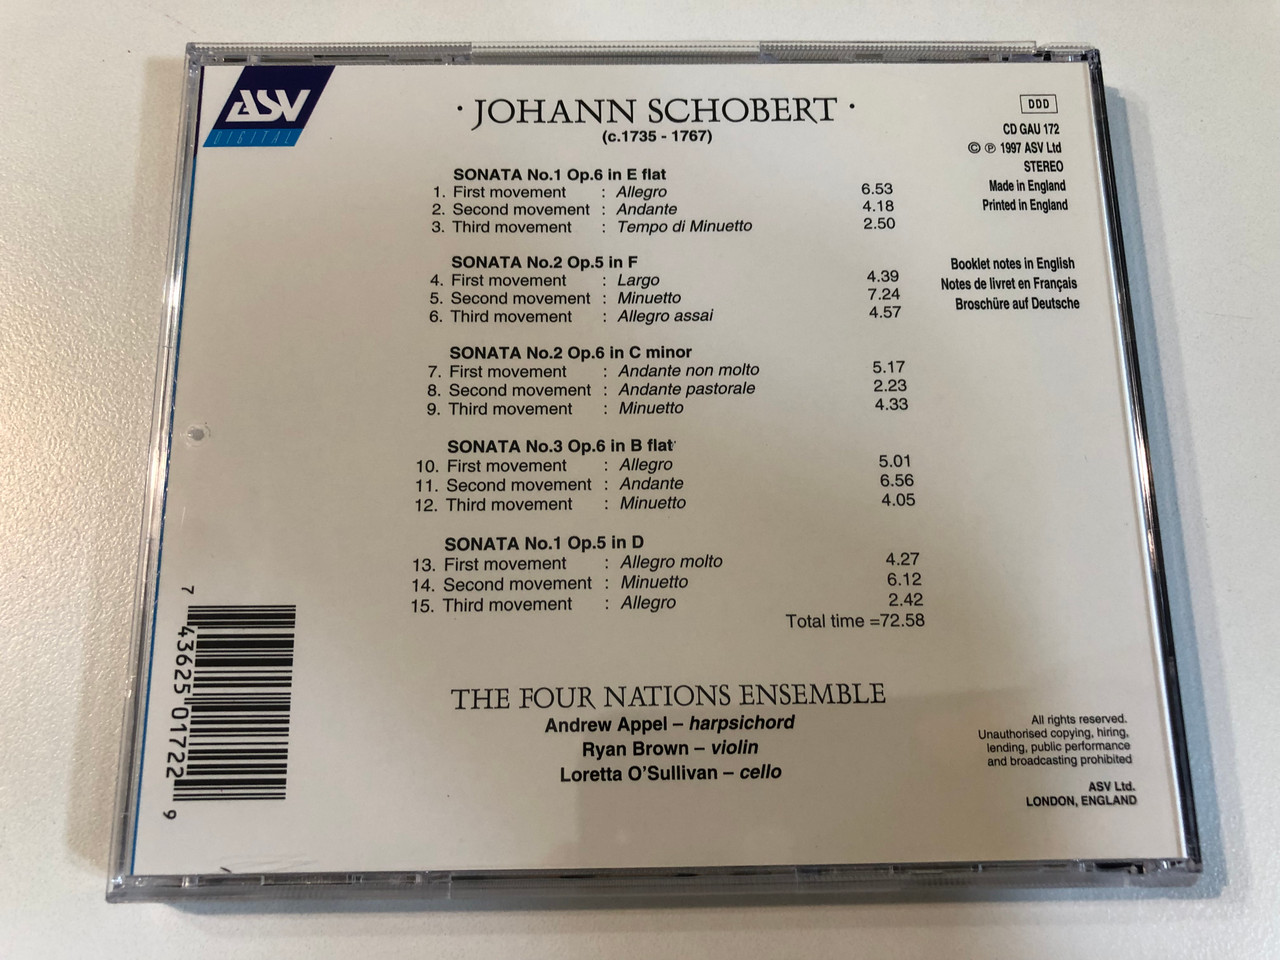 ASV
DIGITAL
· JOHANN SCHOBERT ·
(c.1735 - 1767)
SONATA No.1 Op.6 in E flat
1. First movement : Allegro 6.53
2. Second movement : Andante 4.18
3. Third movement : Tempo di Minuetto 2.50
SONATA No.2 Op.5 in F
4. First movement : Largo 4.39
5. Second movement : Minuetto 7.24
6. Third movement : Allegro assai 4.57
SONATA No.2 Op.6 in C minor
7. First movement : Andante non molto 5.17
8. Second movement : Andante pastorale 2.23
9. Third movement : Minuetto 4.33
SONATA No.3 Op.6 in B flat
10. First movement : Allegro 5.01
11. Second movement : Andante 6.56
12. Third movement : Minuetto 4.05
SONATA No.1 Op.5 in D
13. First movement : Allegro molto 4.27
14. Second movement : Minuetto 6.12
15. Third movement : Allegro 2.42
Total time =72.58
THE FOUR NATIONS ENSEMBLE
Andrew Appel – harpsichord
Ryan Brown – violin
Loretta O'Sullivan – cello
DDD
CD GAU 172
© ℗ 1997 ASV Ltd
STEREO
Made in England
Printed in England
Booklet notes in English
Notes de livret en Français
Broschüre auf Deutsche
All rights reserved.
Unauthorised copying, hiring,
lending, public performance
and broadcasting prohibited
ASV Ltd.
LONDON, ENGLAND
7 43625 01722 9